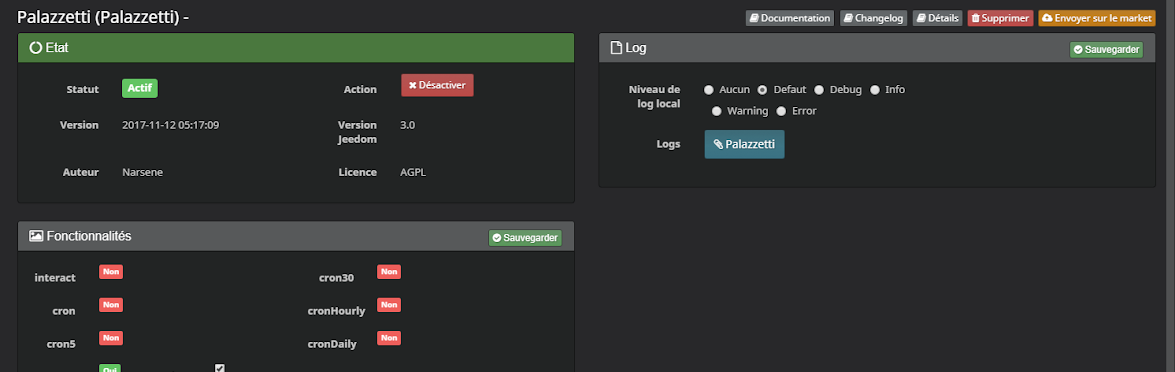 Palazzetti (Palazzetti) -
Documentation Changelog Détails Supprimer Envoyer sur le market
Etat
Statut Actif Action Désactiver
Version 2017-11-12 05:17:09 Version Jeedom 3.0
Auteur Narsene Licence AGPL
Log Sauvegarder
Niveau de log local Aucun Defaut Debug Info
Warning Error
Logs Palazzetti
Fonctionnalités Sauvegarder
interact Non cron30 Non
cron Non cronHourly Non
cron5 Non cronDaily Non
Oui